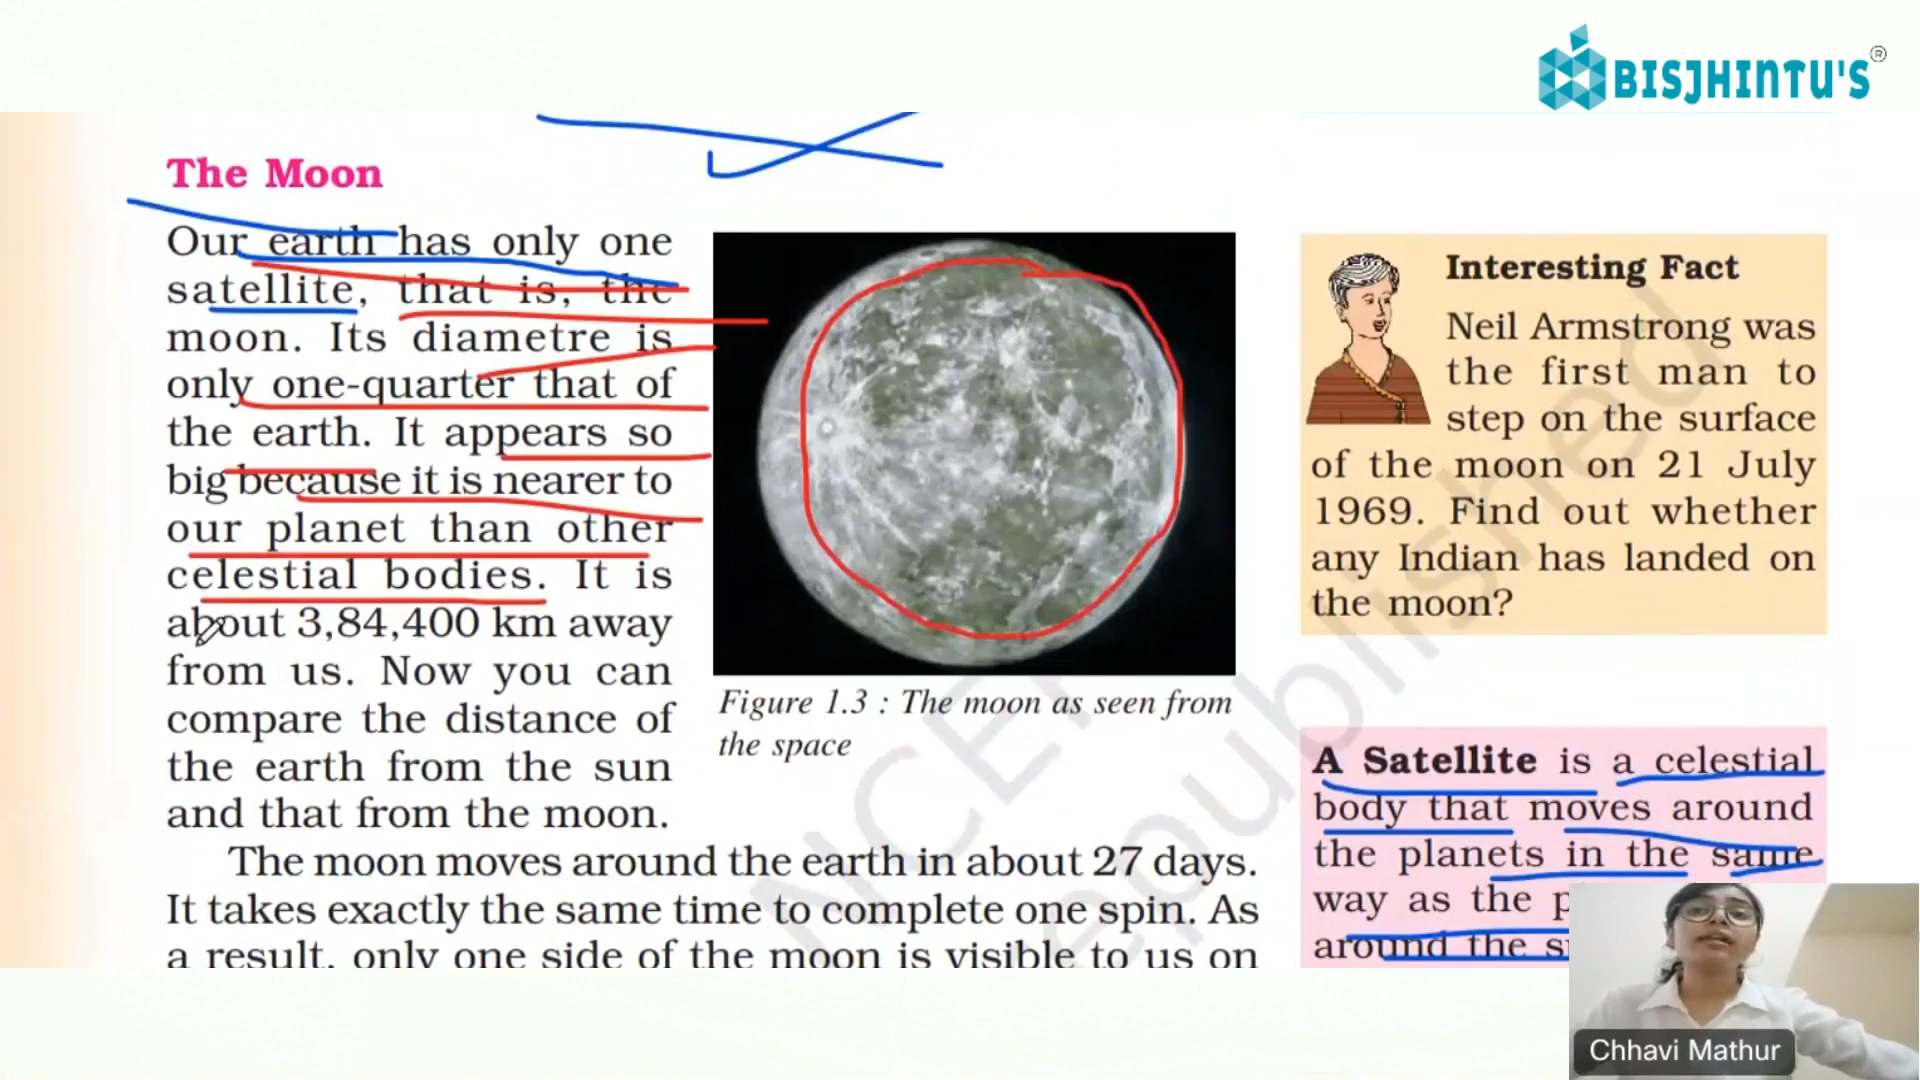 BISJHINTU'S®
The Moon
Our earth has only one
satellite, that is, the
moon. Its diametre is
only one-quarter that of
the earth. It appears so
big because it is nearer to
our planet than other
celestial bodies. It is
about 3,84,400 km away
from us. Now you can
compare the distance of
the earth from the sun
and that from the moon.
The moon moves around the earth in about 27 days.
It takes exactly the same time to complete one spin. As
a result, only one side of the moon is visible to us on
Figure 1.3 : The moon as seen from
the space
Interesting Fact
Neil Armstrong was
the first man to
step on the surface
of the moon on 21 July
1969. Find out whether
any Indian has landed on
the moon?
A Satellite is a celestial
body that moves around
the planets in the same
way as the
around the
Chhavi Mathur